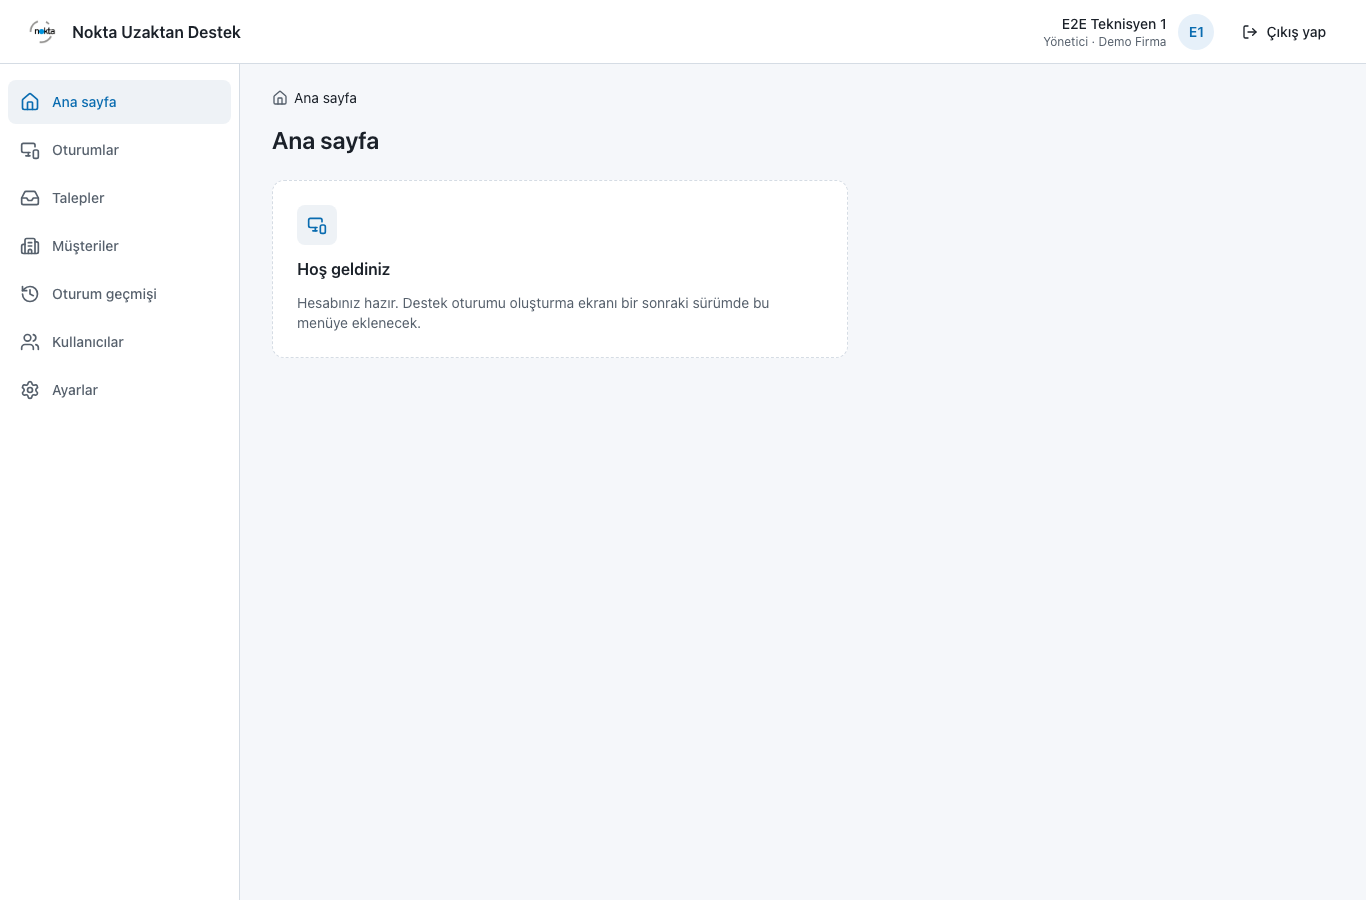 nokta
Nokta Uzaktan Destek
E2E Teknisyen 1
Yönetici · Demo Firma
E1
Çıkış yap
Ana sayfa
Oturumlar
Talepler
Müşteriler
Oturum geçmişi
Kullanıcılar
Ayarlar
Ana sayfa
Ana sayfa
Hoş geldiniz
Hesabınız hazır. Destek oturumu oluşturma ekranı bir sonraki sürümde bu
menüye eklenecek.